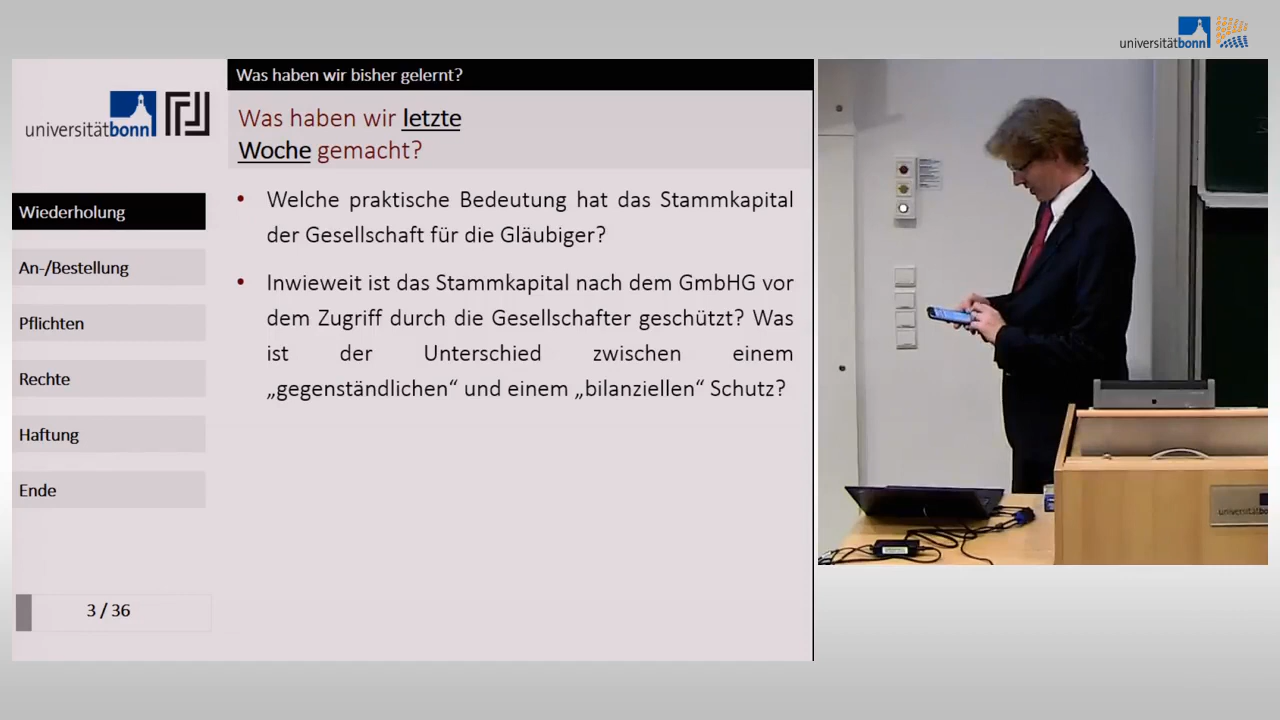 universitätbonn
Was haben wir bisher gelernt?
universitätbonn
Was haben wir letzte
Woche gemacht?
Wiederholung
An-/Bestellung
Pflichten
Rechte
Haftung
Ende
3 / 36
• Welche praktische Bedeutung hat das Stammkapital
der Gesellschaft für die Gläubiger?
• Inwieweit ist das Stammkapital nach dem GmbHG vor
dem Zugriff durch die Gesellschafter geschützt? Was
ist der Unterschied zwischen einem
„gegenständlichen“ und einem „bilanziellen“ Schutz?